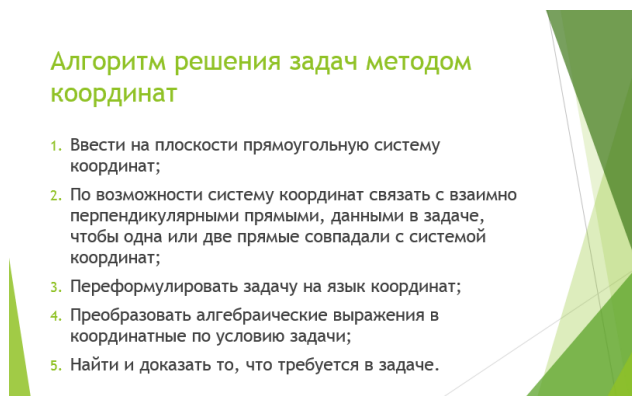 Алгоритм решения задач методом
координат
1. Ввести на плоскости прямоугольную систему
координат;
2. По возможности систему координат связать с взаимно
перпендикулярными прямыми, данными в задаче,
чтобы одна или две прямые совпадали с системой
координат;
3. Переформулировать задачу на язык координат;
4. Преобразовать алгебраические выражения в
координатные по условию задачи;
5. Найти и доказать то, что требуется в задаче.